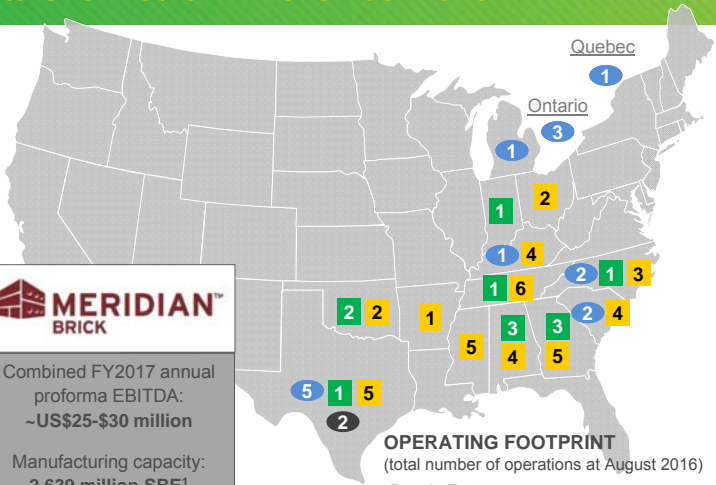 Quebec
1
Ontario
3
1
2
1
1 4
2 1 3
1 6
2 2
1
2 4
3
3
5
4
5
5 1 5
2
MERIDIAN™
BRICK
Combined FY2017 annual
proforma EBITDA:
~US$25-$30 million
Manufacturing capacity:
OPERATING FOOTPRINT
(total number of operations at August 2016)